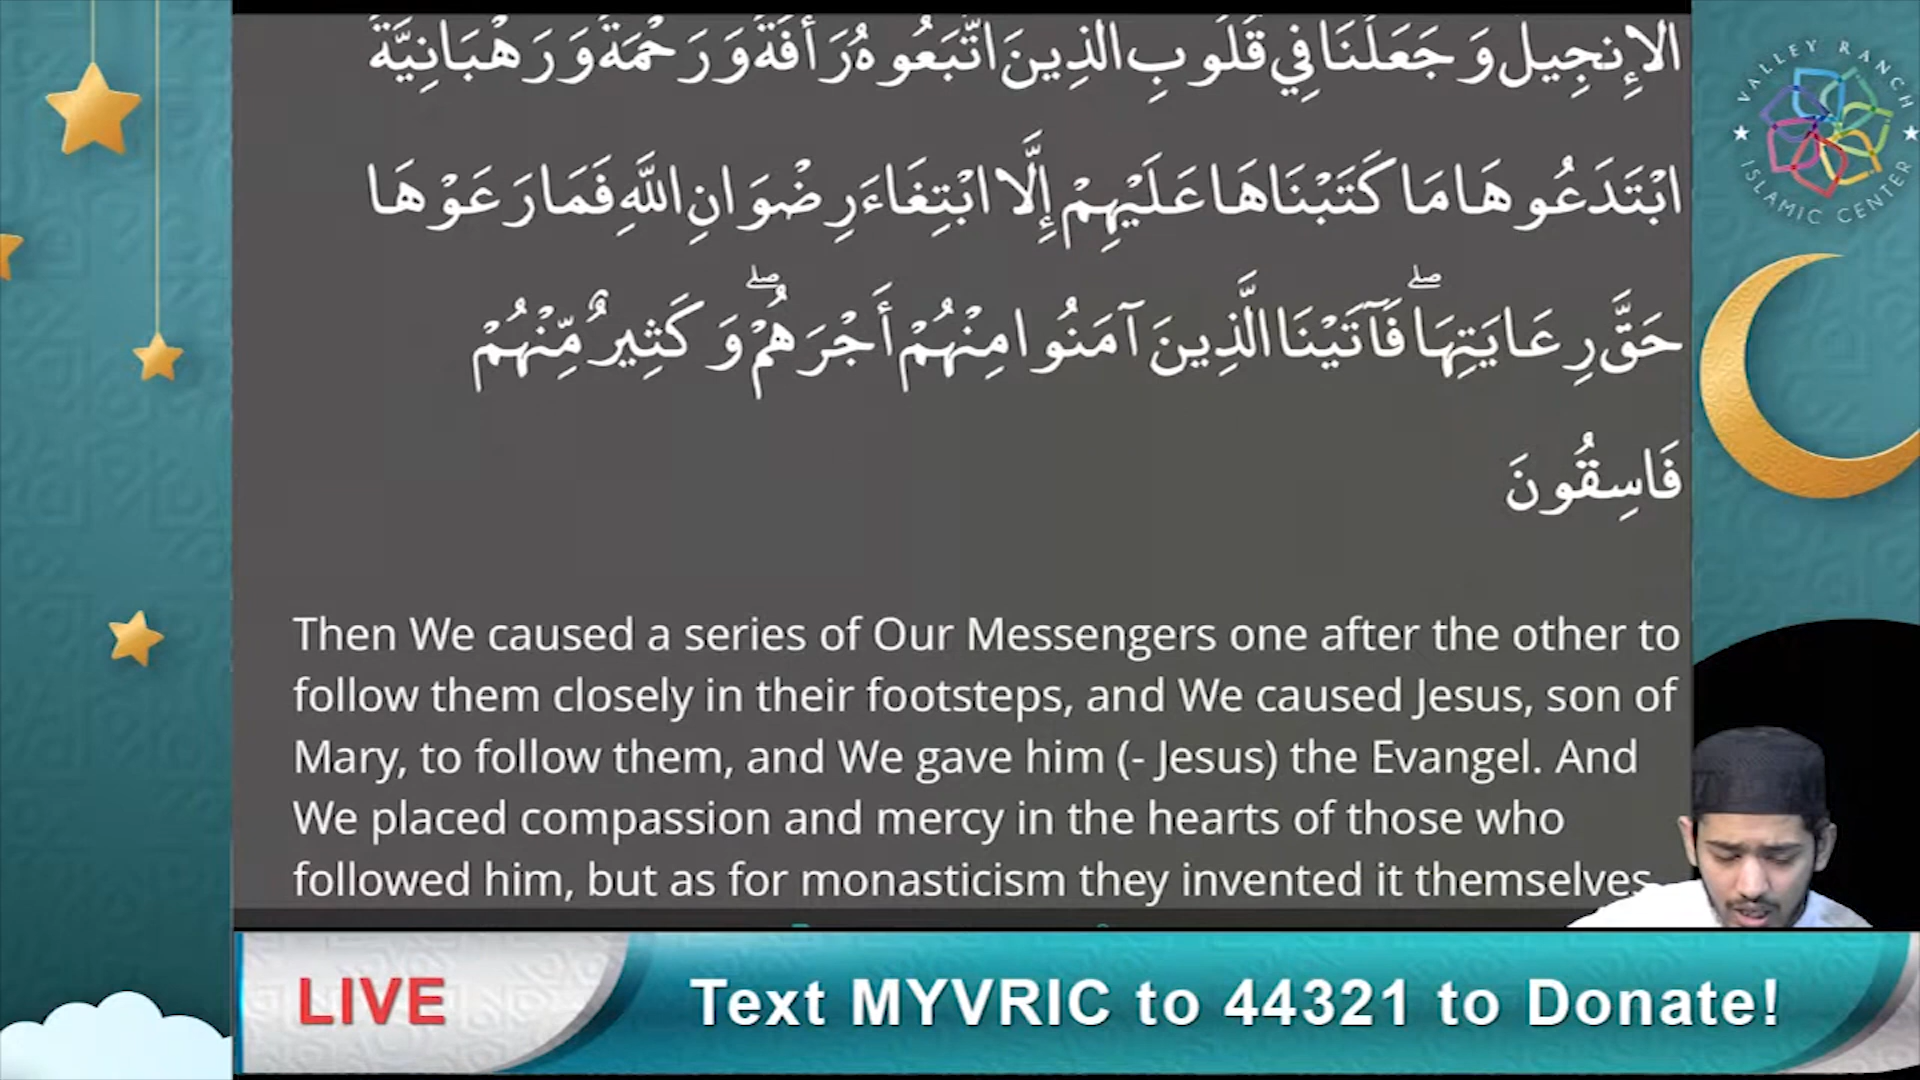 الْإِنجِيلَ وَجَعَلْنَا فِي قُلُوبِ الَّذِينَ اتَّبَعُوهُ رَأْفَةً وَرَحْمَةً وَرَهْبَانِيَّةً
ابْتَدَعُوهَا مَا كَتَبْنَاهَا عَلَيْهِمْ إِلَّا ابْتِغَاءَ رِضْوَانِ اللَّهِ فَمَا رَعَوْهَا
حَقَّ رِعَايَتِهَا ۖ فَآتَيْنَا الَّذِينَ آمَنُوا مِنْهُمْ أَجْرَهُمْ ۖ وَكَثِيرٌ مِّنْهُمْ
فَاسِقُونَ
Then We caused a series of Our Messengers one after the other to
follow them closely in their footsteps, and We caused Jesus, son of
Mary, to follow them, and We gave him (- Jesus) the Evangel. And
We placed compassion and mercy in the hearts of those who
followed him, but as for monasticism they invented it themselves
VALLEY RANCH
ISLAMIC CENTER
LIVE
Text MYVRIC to 44321 to Donate!